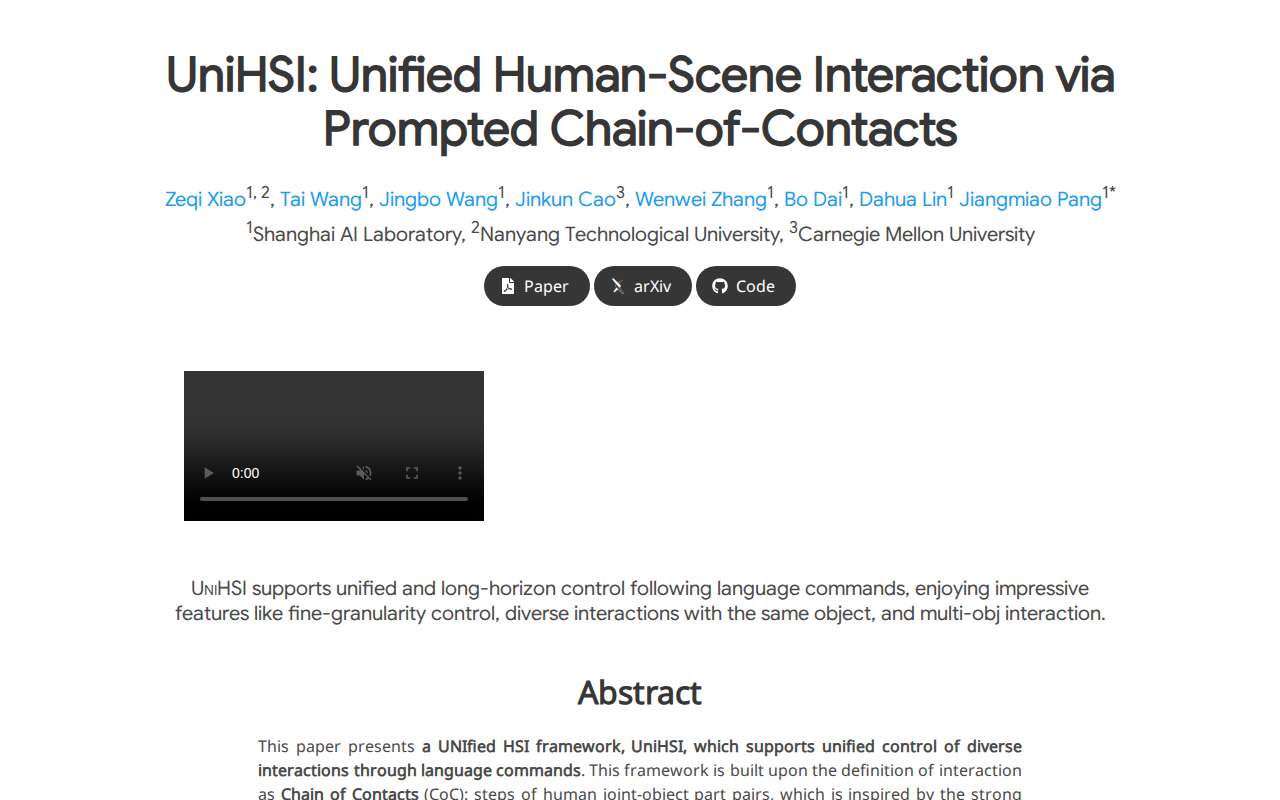 UniHSI: Unified Human-Scene Interaction via
Prompted Chain-of-Contacts
Zeqi Xiao1, 2, Tai Wang1, Jingbo Wang1, Jinkun Cao3, Wenwei Zhang1, Bo Dai1, Dahua Lin1 Jiangmiao Pang1*
1Shanghai AI Laboratory, 2Nanyang Technological University, 3Carnegie Mellon University
Paper arXiv Code
0:00
UniHSI supports unified and long-horizon control following language commands, enjoying impressive
features like fine-granularity control, diverse interactions with the same object, and multi-obj interaction.
Abstract
This paper presents a UNIfied HSI framework, UniHSI, which supports unified control of diverse
interactions through language commands. This framework is built upon the definition of interaction
as Chain of Contacts (CoC): steps of human joint-object part pairs, which is inspired by the strong